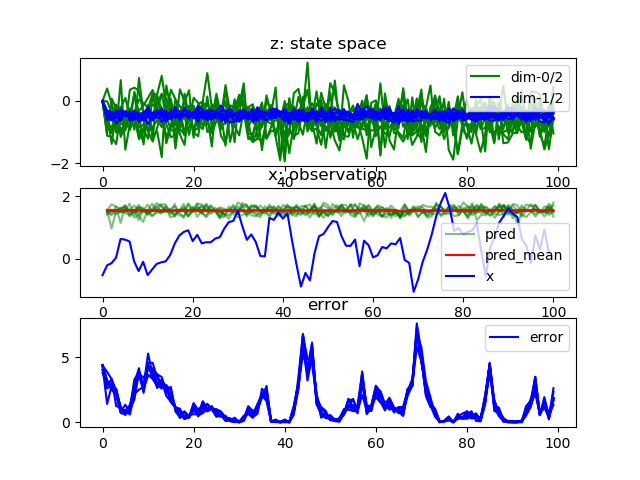 z: state space
0
−2
dim-0/2
dim-1/2
0 20 40 60 80 100
x: observation
2
0
pred
pred_mean
x
0 20 40 60 80 100
error
5
0
error
0 20 40 60 80 100